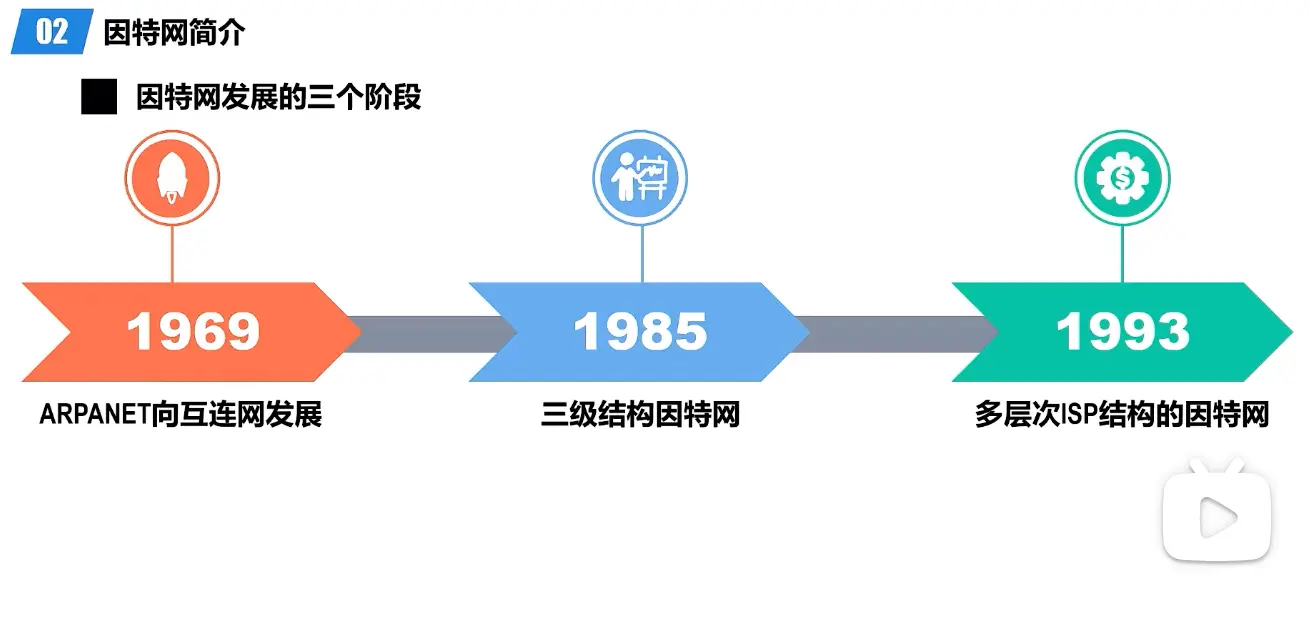 02 因特网简介
因特网发展的三个阶段
1969
1985
1993
ARPANET向互连网发展
三级结构因特网
多层次ISP结构的因特网